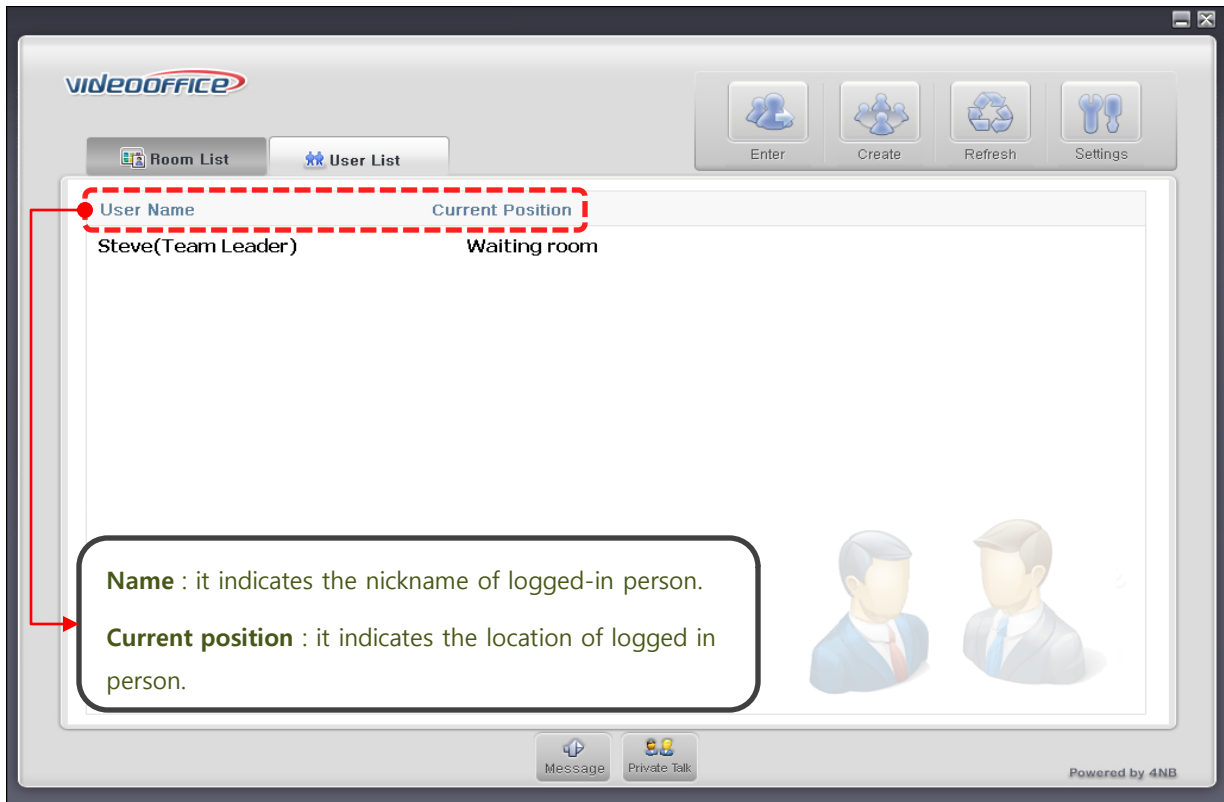 VIDEOOFFICE
Enter Create Refresh Settings
Room List User List
User Name Current Position
Steve(Team Leader) Waiting room
Name : it indicates the nickname of logged-in person.
Current position : it indicates the location of logged in
person.
Message Private Talk
Powered by 4NB